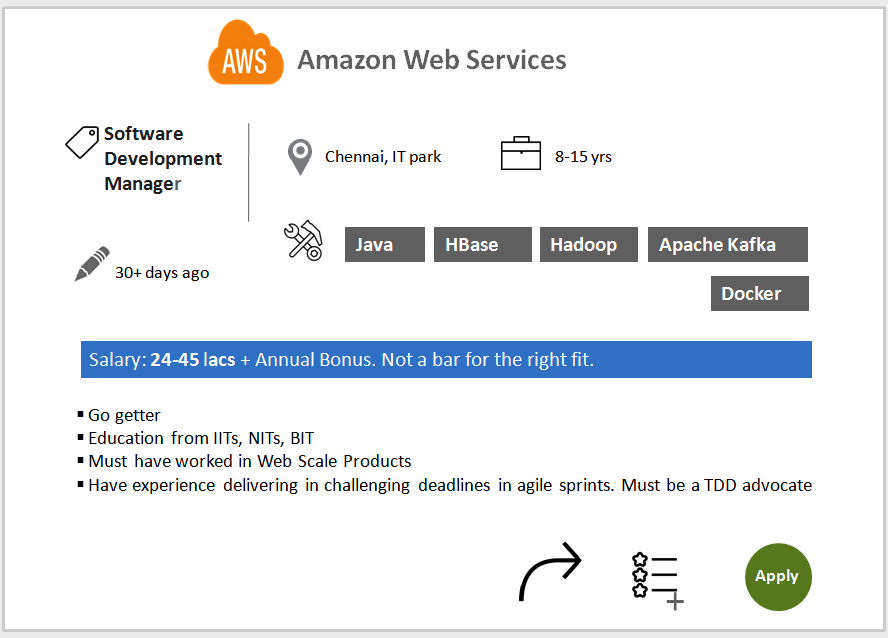 AWS
Amazon Web Services
Software
Development
Manager
Chennai, IT park
8-15 yrs
30+ days ago
Java
HBase
Hadoop
Apache Kafka
Docker
Salary: 24-45 lacs + Annual Bonus. Not a bar for the right fit.
Go getter
Education from IITs, NITs, BIT
Must have worked in Web Scale Products
Have experience delivering in challenging deadlines in agile sprints. Must be a TDD advocate
Apply